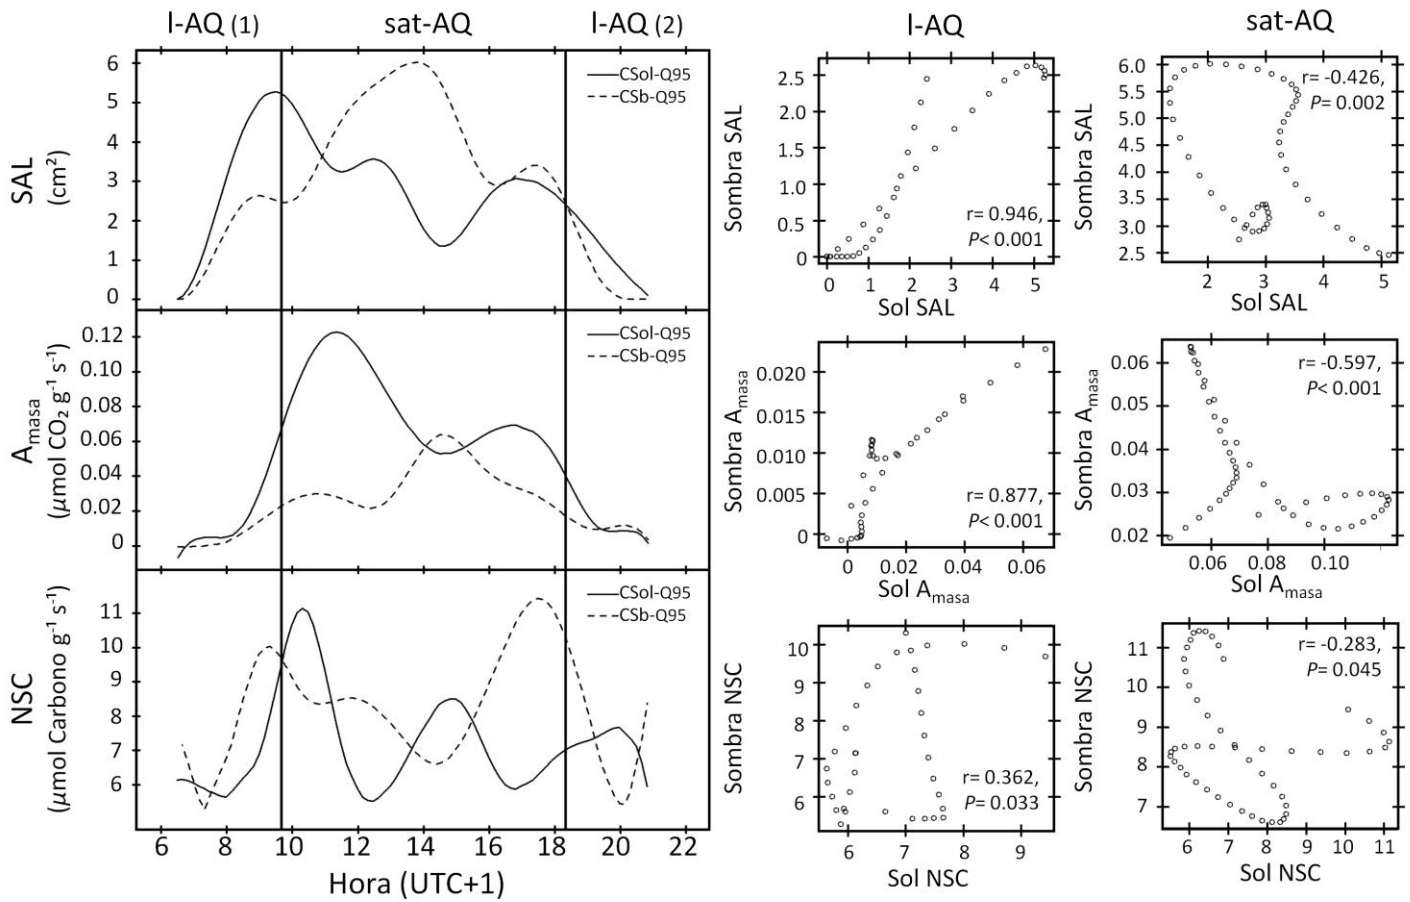 l-AQ (1)
sat-AQ
l-AQ (2)
SAL
(cm²)
6
5
4
3
2
1
0
CSol-Q95
CSb-Q95
A masa
(µmol CO₂ g⁻¹ s⁻¹)
0.12
0.10
0.08
0.06
0.04
0.02
0
CSol-Q95
CSb-Q95
NSC
(µmol Carbono g⁻¹ s⁻¹)
11
10
9
8
7
6
CSol-Q95
CSb-Q95
6 8 10 12 14 16 18 20 22
Hora (UTC+1)
l-AQ
Sombra SAL
2.5
2.0
1.5
1.0
0.5
0
r= 0.946,
P< 0.001
0 1 2 3 4 5
Sol SAL
Sombra A masa
0.020
0.015
0.010
0.005
0
r= 0.877,
P< 0.001
0 0.02 0.04 0.06
Sol A masa
Sombra NSC
10
9
8
7
6
r= 0.362,
P= 0.033
6 7 8 9
Sol NSC
sat-AQ
Sombra SAL
6.0
5.5
5.0
4.5
4.0
3.5
3.0
2.5
r= -0.426,
P= 0.002
2 3 4 5
Sol SAL
Sombra A masa
0.06
0.05
0.04
0.03
0.02
r= -0.597,
P< 0.001
0.06 0.08 0.10
Sol A masa
Sombra NSC
11
10
9
8
7
r= -0.283,
P= 0.045
6 7 8 9 10 11
Sol NSC